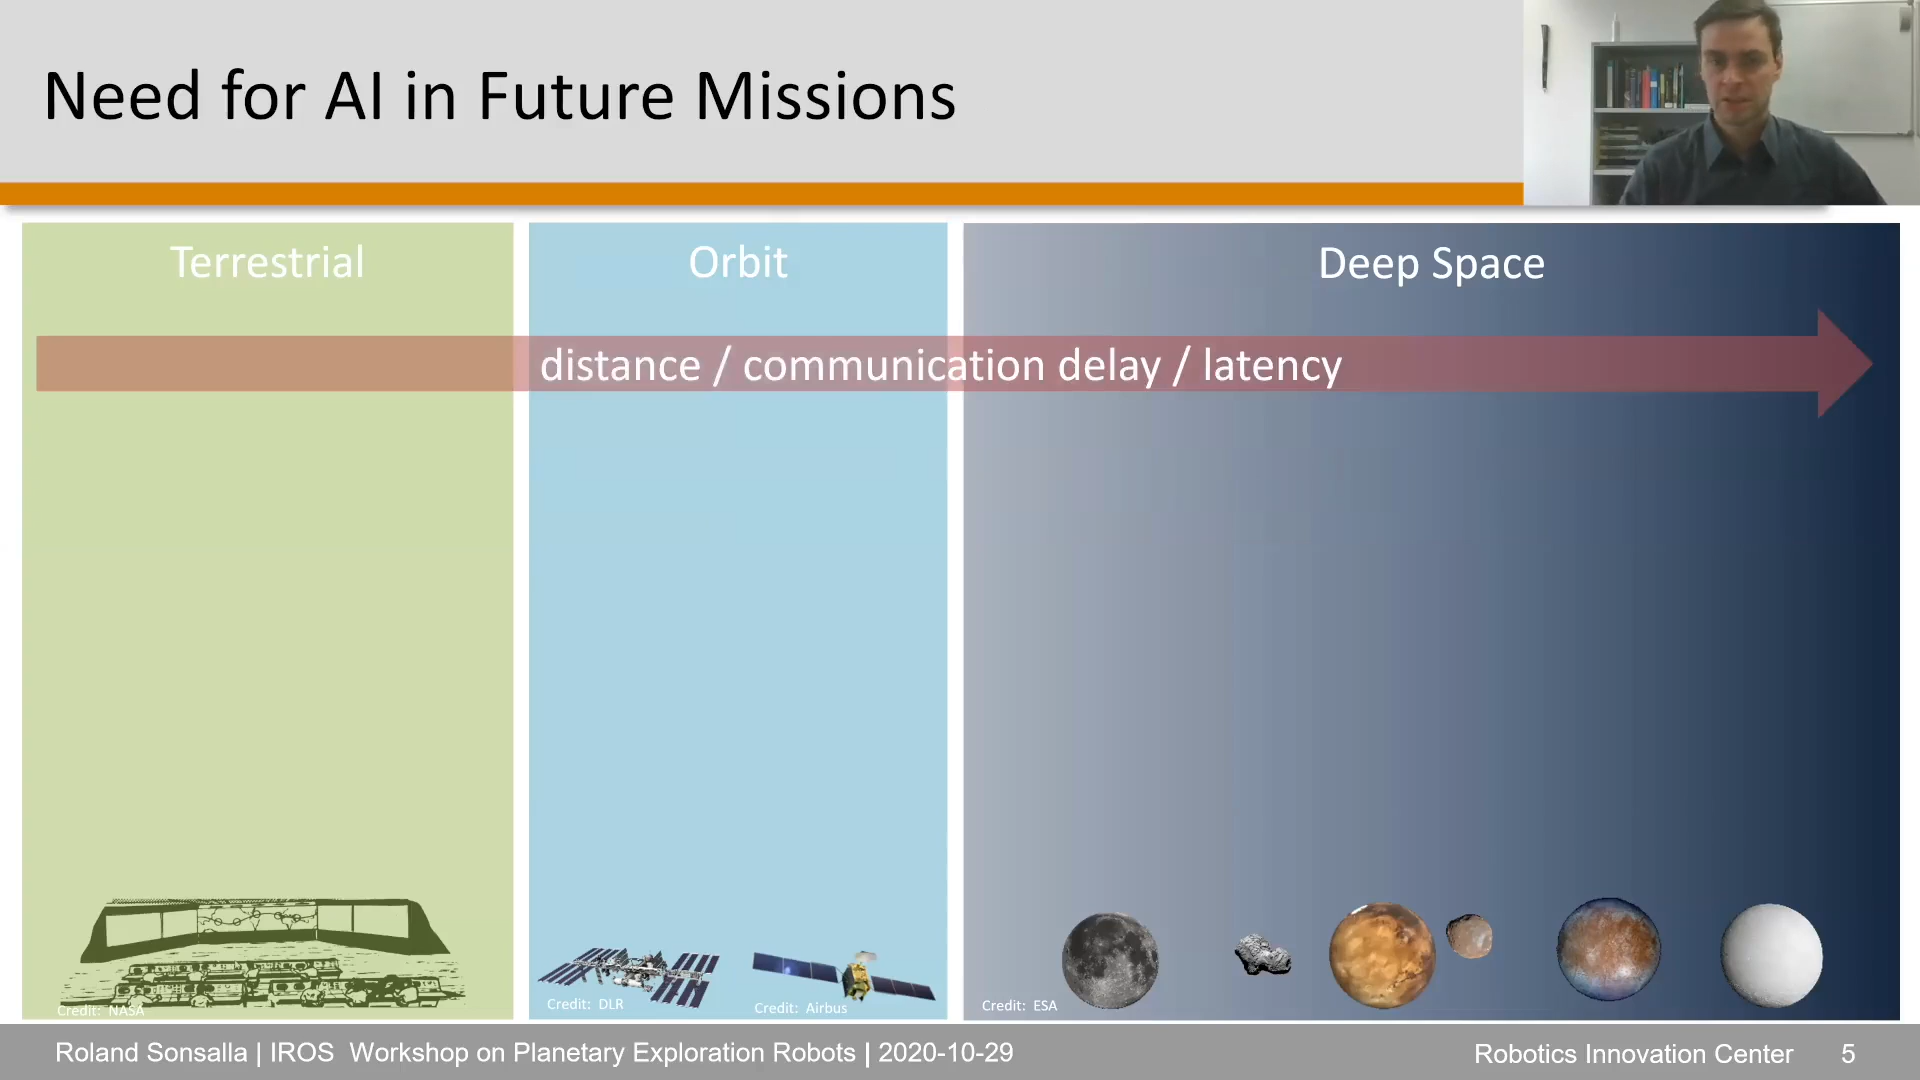 Need for AI in Future Missions
Terrestrial
Orbit
Deep Space
distance / communication delay / latency
Credit: NASA
Credit: DLR
Credit: Airbus
Credit: ESA
Roland Sonsalla | IROS  Workshop on Planetary Exploration Robots | 2020-10-29
Robotics Innovation Center
5